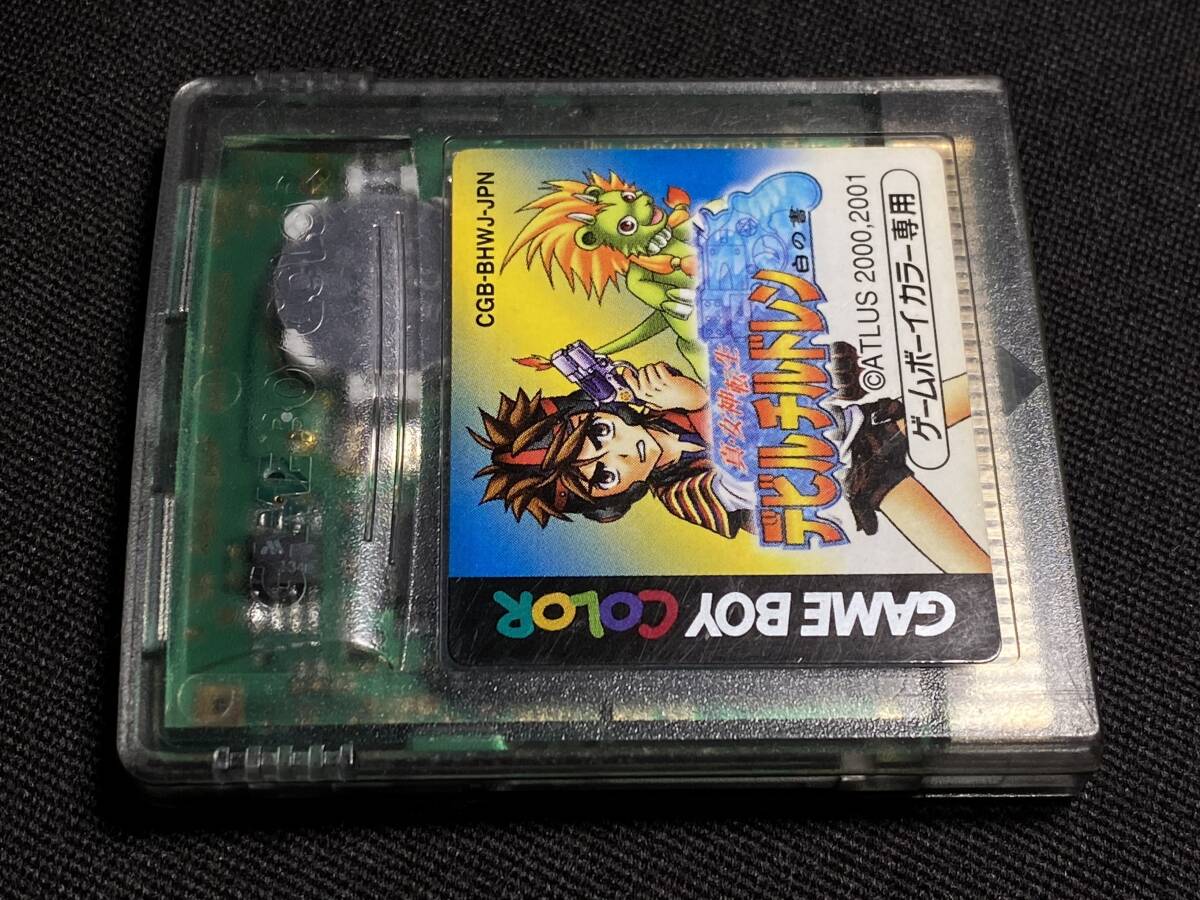 GAME BOY COLOR
CGB-BHWJ-JPN
真・女神転生
デビルチルドレン
白の書
©ATLUS 2000,2001
ゲームボーイカラー専用